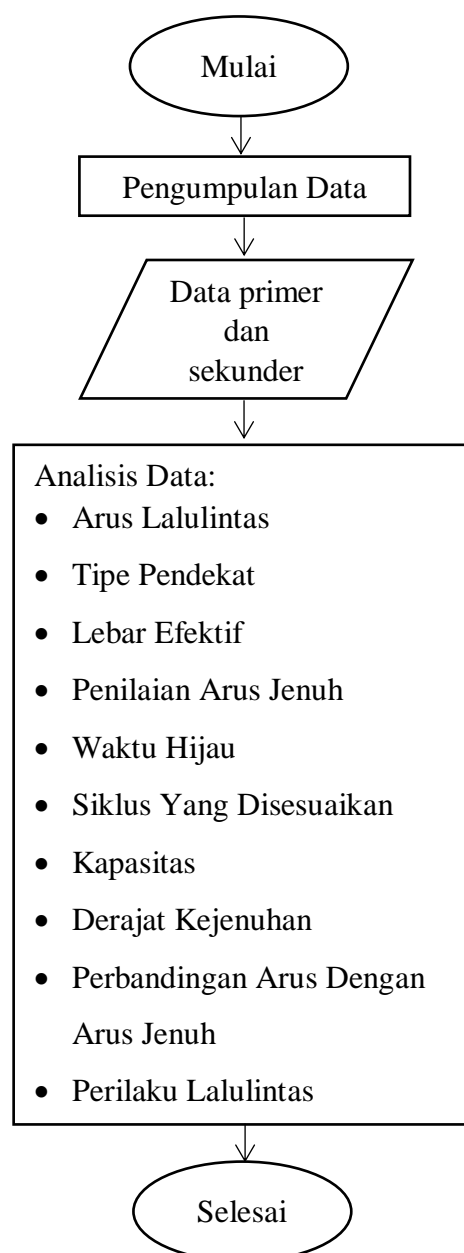 Mulai
Pengumpulan Data
Data primer
dan
sekunder
Analisis Data:
• Arus Lalulintas
• Tipe Pendekat
• Lebar Efektif
• Penilaian Arus Jenuh
• Waktu Hijau
• Siklus Yang Disesuaikan
• Kapasitas
• Derajat Kejenuhan
• Perbandingan Arus Dengan
Arus Jenuh
• Perilaku Lalulintas
Selesai